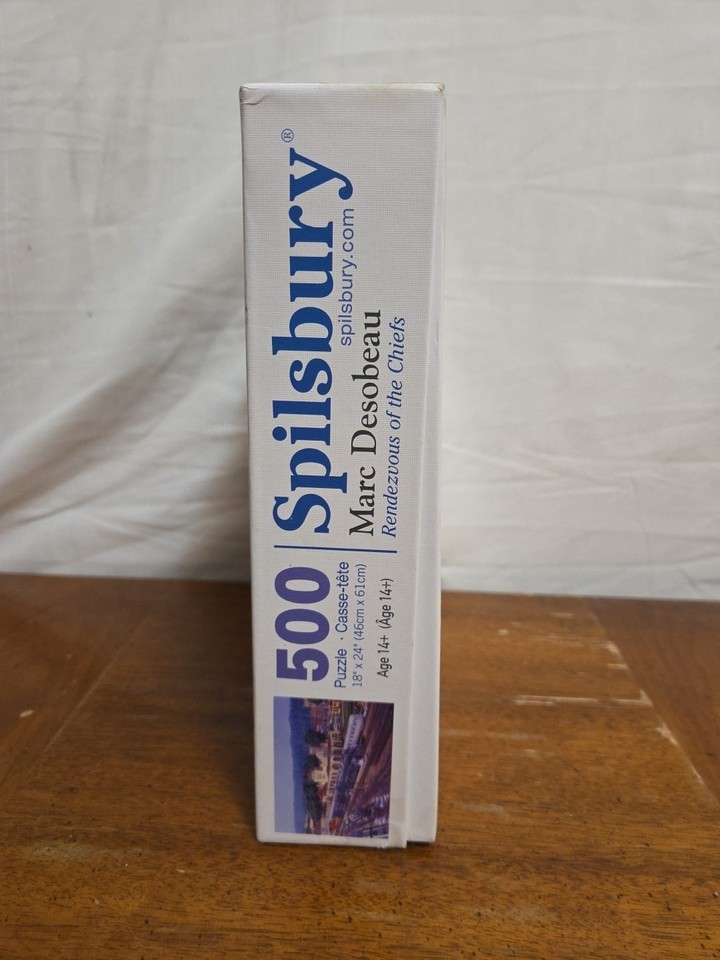 500
Puzzle · Casse-tête
18" x 24" (46cm x 61cm)
Age 14+ (Âge 14+)
Spilsbury®
spilsbury.com
Marc Desobeau
Rendezvous of the Chiefs